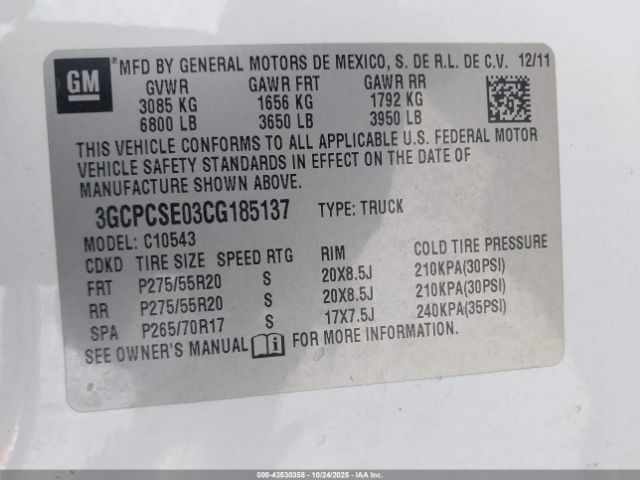 GM
®MFD BY GENERAL MOTORS DE MEXICO, S. DE R.L. DE C.V. 12/11
GVWR GAWR FRT GAWR RR
3085 KG 1656 KG 1792 KG
6800 LB 3650 LB 3950 LB
THIS VEHICLE CONFORMS TO ALL APPLICABLE U.S. FEDERAL MOTOR
VEHICLE SAFETY STANDARDS IN EFFECT ON THE DATE OF
MANUFACTURE SHOWN ABOVE.
3GCPCSE03CG185137 TYPE: TRUCK
MODEL: C10543
CDKD TIRE SIZE SPEED RTG RIM COLD TIRE PRESSURE
FRT P275/55R20 S 20X8.5J 210KPA(30PSI)
RR P275/55R20 S 20X8.5J 210KPA(30PSI)
SPA P265/70R17 S 17X7.5J 240KPA(35PSI)
SEE OWNER'S MANUAL FOR MORE INFORMATION.
000-43530358 - 10/24/2025 - IAAI.CA